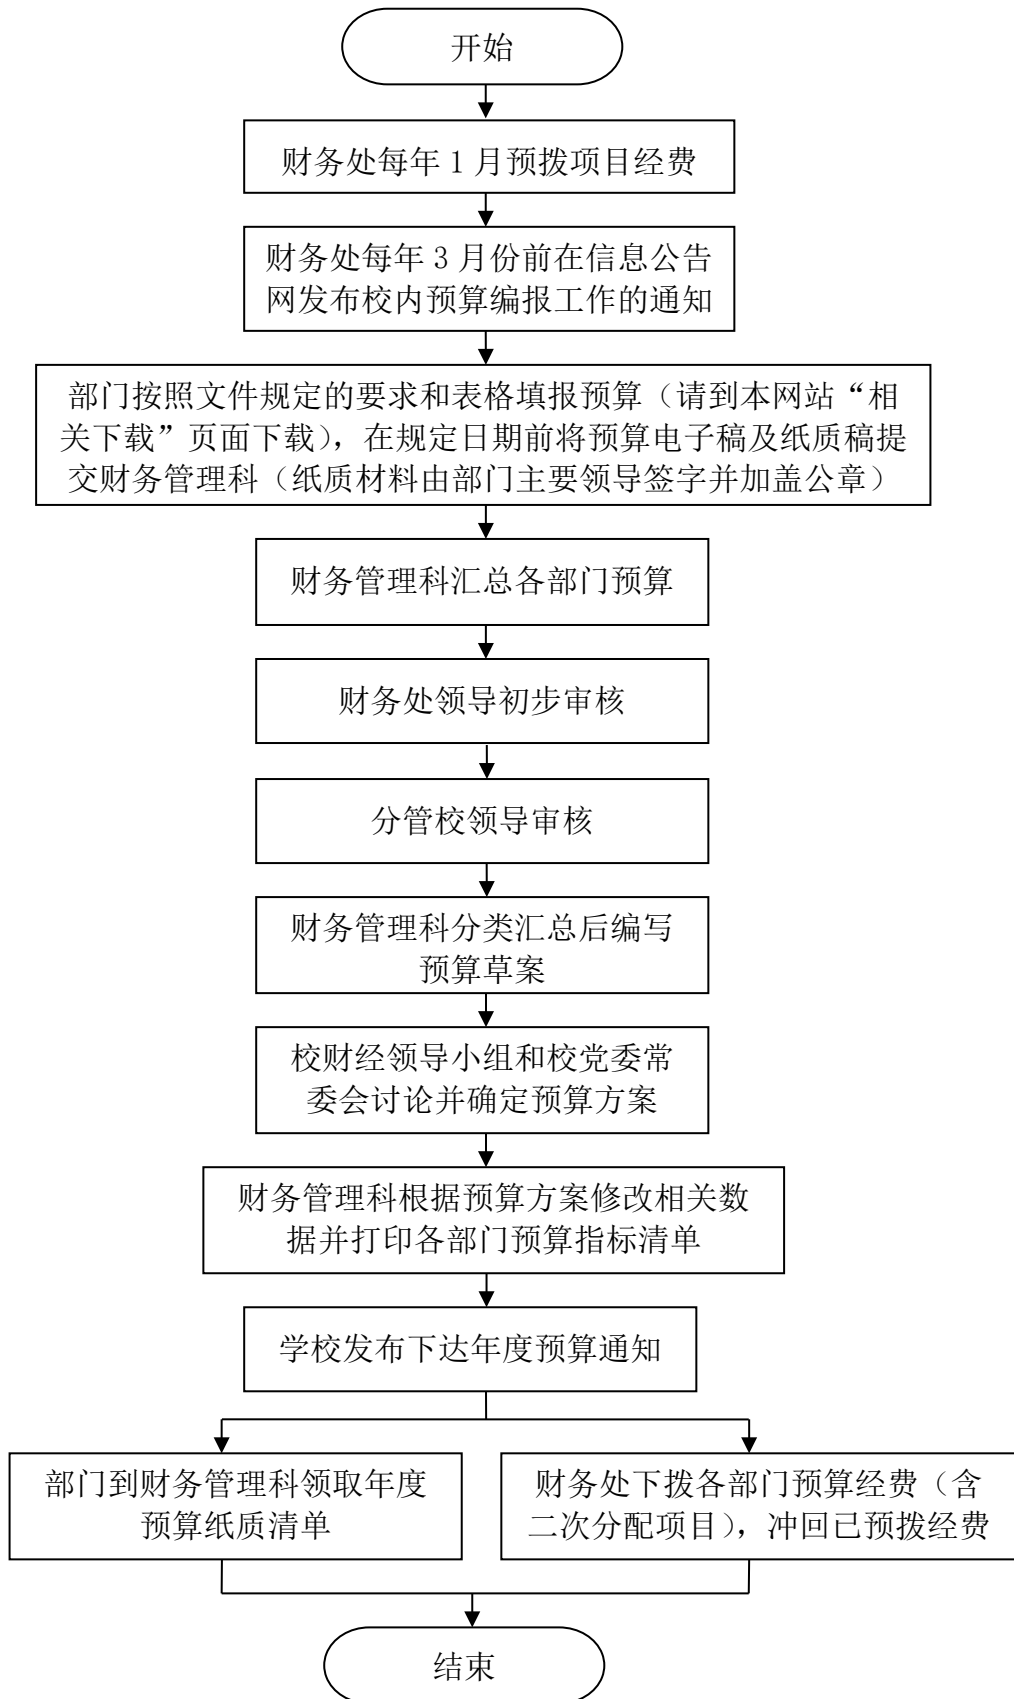 开始
财务处每年 1 月预拨项目经费
财务处每年 3 月份前在信息公告
网发布校内预算编报工作的通知
部门按照文件规定的要求和表格填报预算（请到本网站“相
关下载”页面下载），在规定日期前将预算电子稿及纸质稿提
交财务管理科（纸质材料由部门主要领导签字并加盖公章）
财务管理科汇总各部门预算
财务处领导初步审核
分管校领导审核
财务管理科分类汇总后编写
预算草案
校财经领导小组和校党委常
委会讨论并确定预算方案
财务管理科根据预算方案修改相关数
据并打印各部门预算指标清单
学校发布下达年度预算通知
部门到财务管理科领取年度
预算纸质清单
财务处下拨各部门预算经费（含
二次分配项目），冲回已预拨经费
结束